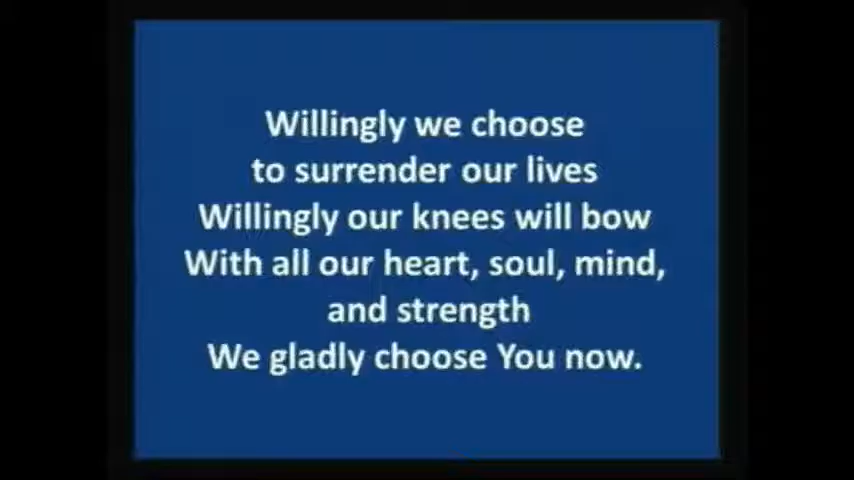 Willingly we choose
to surrender our lives
Willingly our knees will bow
With all our heart, soul, mind,
and strength
We gladly choose You now.